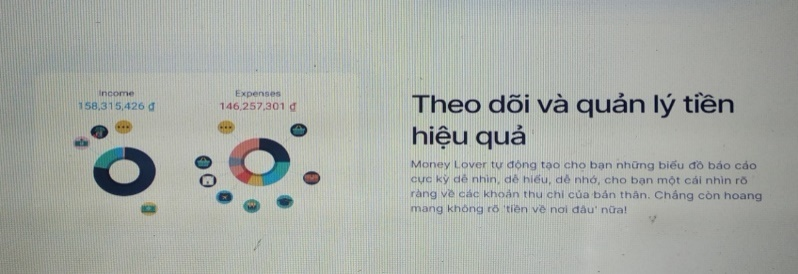 Income
158,315,426 ₫
Expenses
146,257,301 ₫
Theo dõi và quản lý tiền
hiệu quả
Money Lover tự động tạo cho bạn những biểu đồ báo cáo
cực kỳ dễ nhìn, dễ hiểu, dễ nhớ, cho bạn một cái nhìn rõ
ràng về các khoản thu chi của bản thân. Chẳng còn hoang
mang không rõ 'tiền về nơi đâu' nữa!